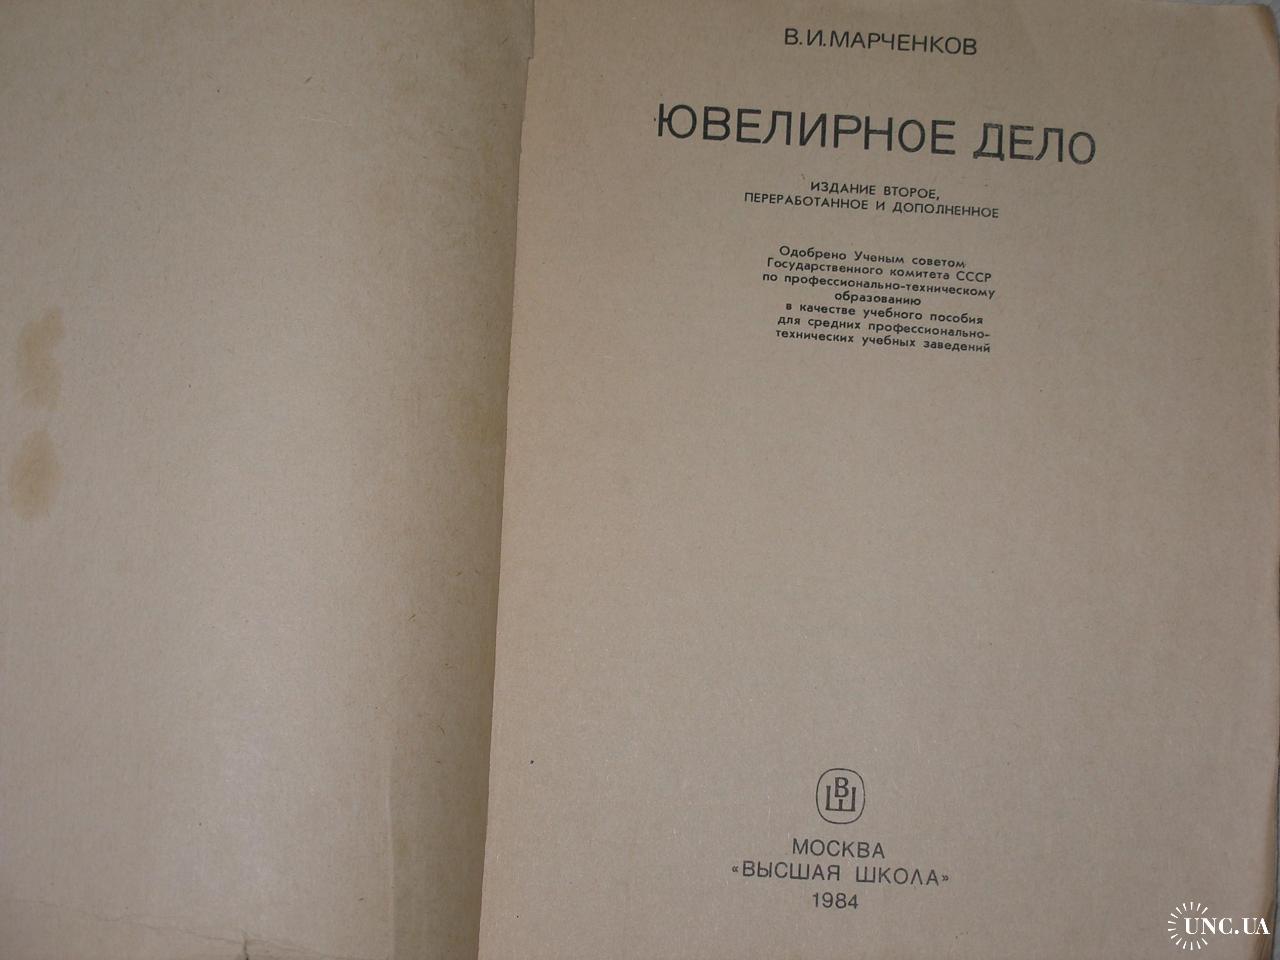 В.И.МАРЧЕНКОВ
ЮВЕЛИРНОЕ ДЕЛО
ИЗДАНИЕ ВТОРОЕ,
ПЕРЕРАБОТАННОЕ И ДОПОЛНЕННОЕ
Одобрено Ученым советом
Государственного комитета СССР
по профессионально-техническому
образованию
в качестве учебного пособия
для средних профессионально-
технических учебных заведений
ВШ
МОСКВА
«ВЫСШАЯ ШКОЛА»
1984
UNC.UA